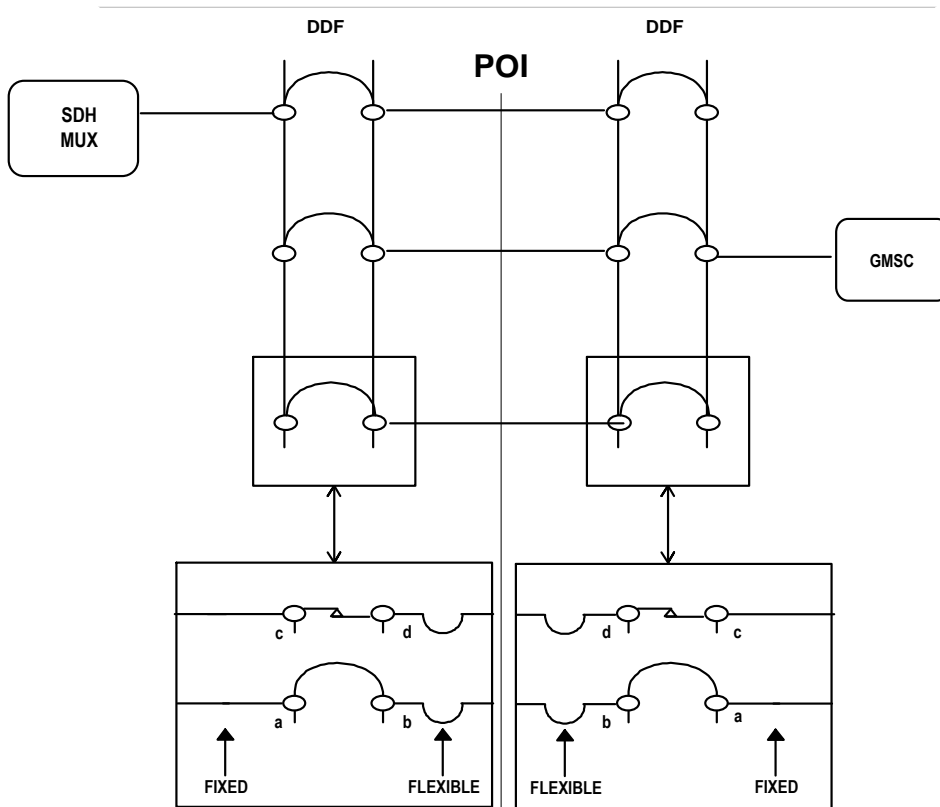 DDF
DDF
POI
SDH
MUX
GMSC
c
d
d
c
a
b
b
a
FIXED
FLEXIBLE
FLEXIBLE
FIXED